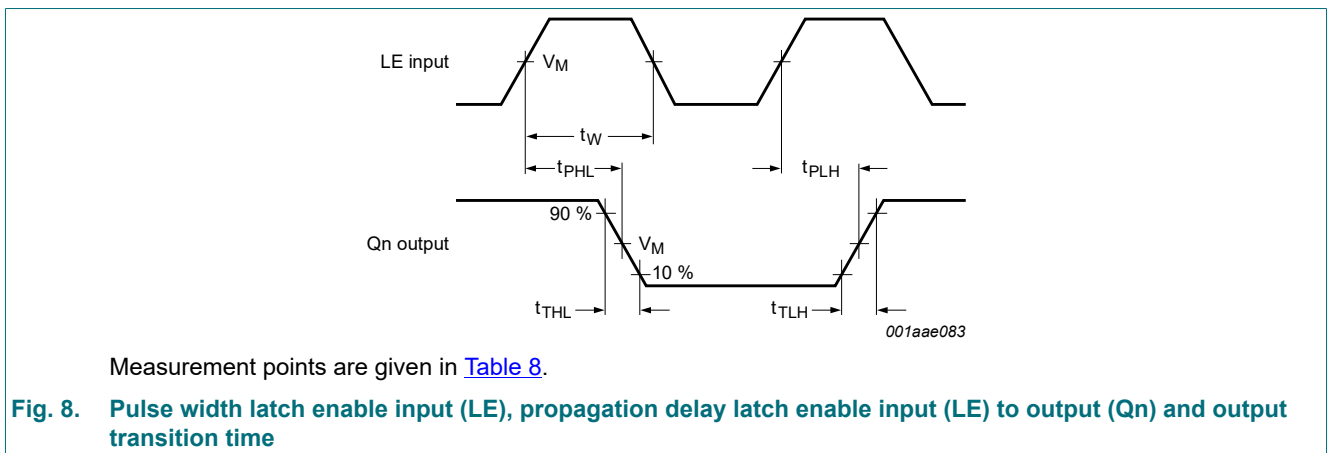 LE input
VM
tW
tPHL
tPLH
90 %
Qn output
VM
10 %
tTHL
tTLH
001aae083
Measurement points are given in Table 8.
Fig. 8. Pulse width latch enable input (LE), propagation delay latch enable input (LE) to output (Qn) and output
transition time